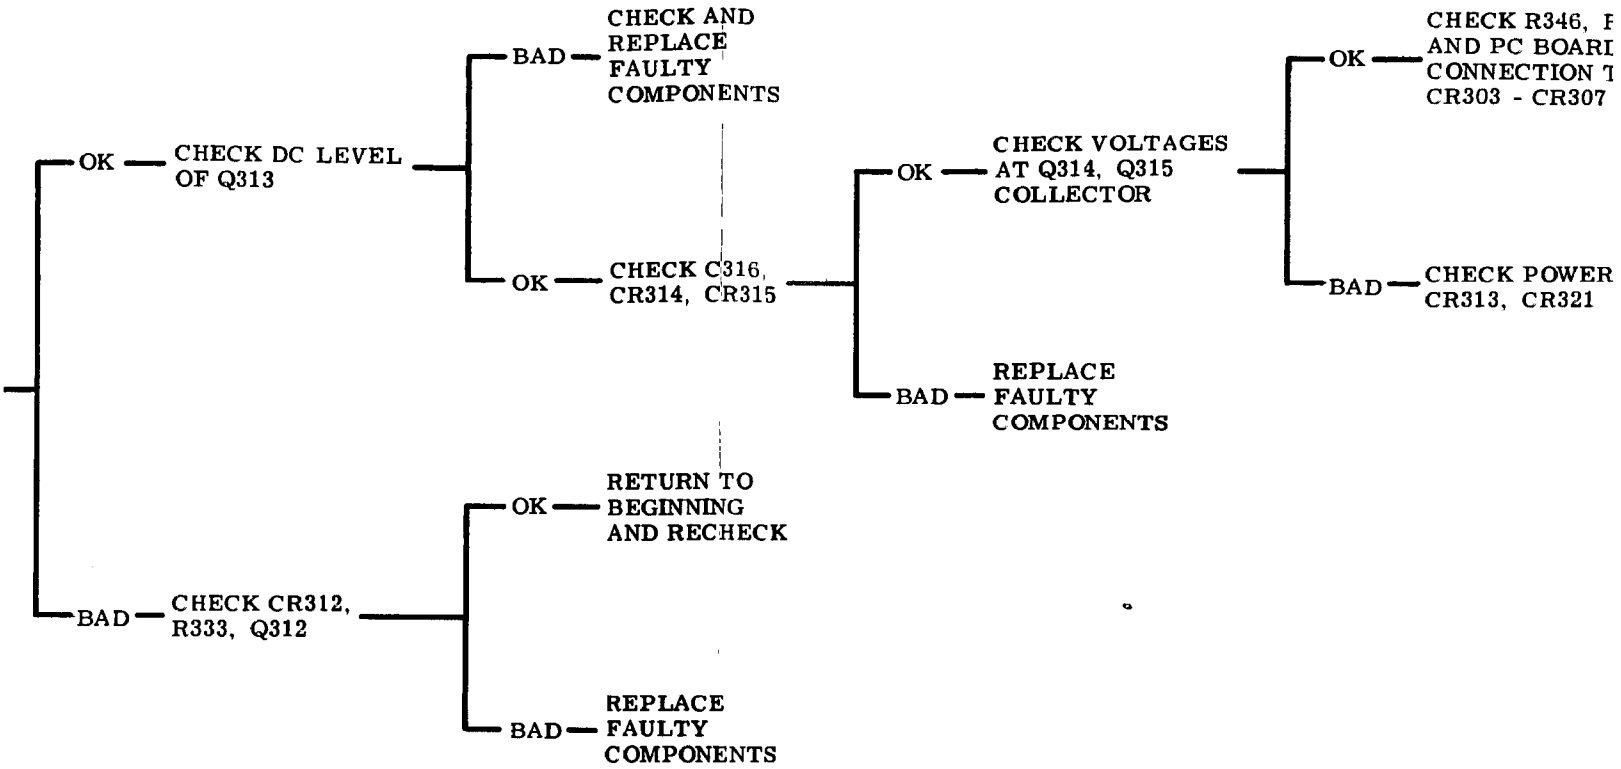 CHECK AND
REPLACE
FAULTY
COMPONENTS
BAD
CHECK R346,
AND PC BOARD
CONNECTION
CR303 - CR307
OK
OK
CHECK DC LEVEL
OF Q313
OK
CHECK VOLTAGES
AT Q314, Q315
COLLECTOR
OK
CHECK C316,
CR314, CR315
BAD
CHECK POWER
CR313, CR321
BAD
REPLACE
FAULTY
COMPONENTS
OK
RETURN TO
BEGINNING
AND RECHECK
BAD
CHECK CR312,
R333, Q312
BAD
REPLACE
FAULTY
COMPONENTS